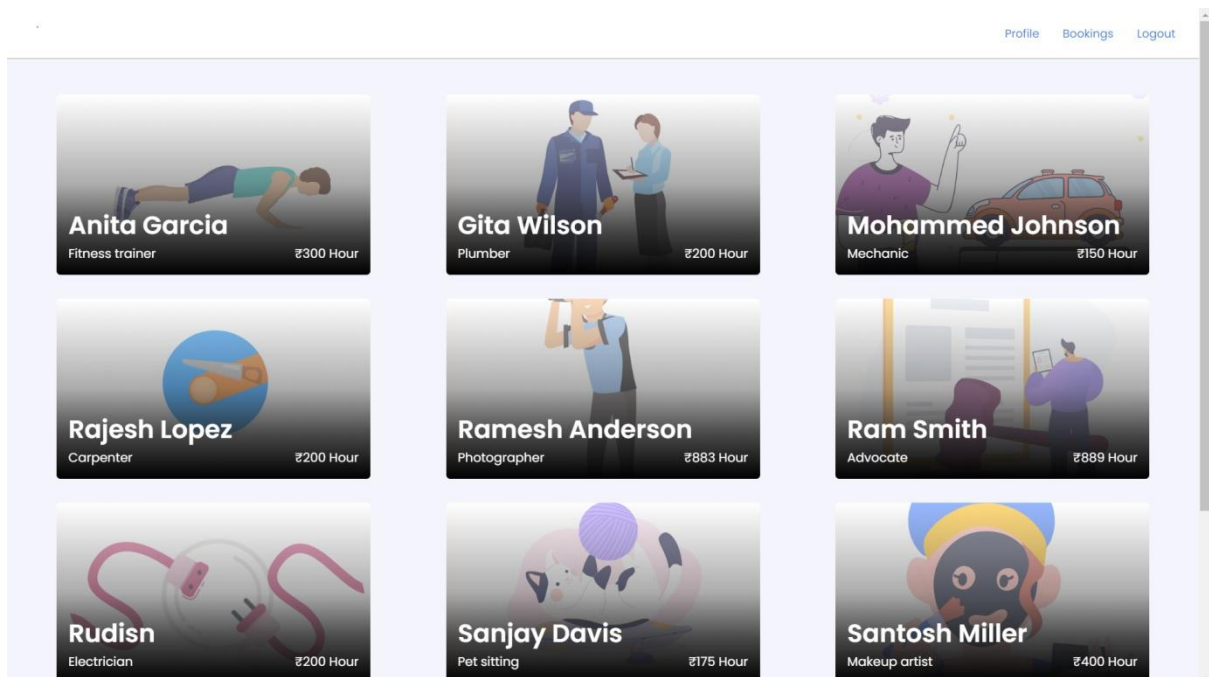 Profile Bookings Logout
Anita Garcia
Fitness trainer ₹300 Hour
Gita Wilson
Plumber ₹200 Hour
Mohammed Johnson
Mechanic ₹150 Hour
Rajesh Lopez
Carpenter ₹200 Hour
Ramesh Anderson
Photographer ₹883 Hour
Ram Smith
Advocate ₹889 Hour
Rudisn
Electrician ₹200 Hour
Sanjay Davis
Pet sitting ₹175 Hour
Santosh Miller
Makeup artist ₹400 Hour